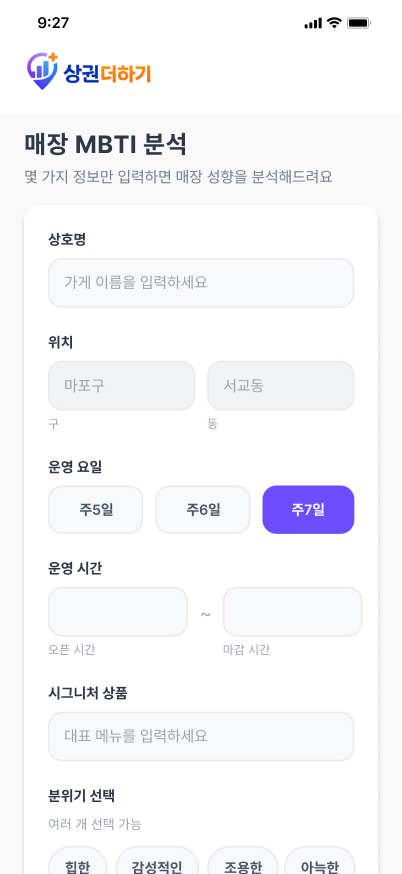 9:27
상권더하기
매장 MBTI 분석
몇 가지 정보만 입력하면 매장 성향을 분석해드려요
상호명
가게 이름을 입력하세요
위치
마포구 서교동
구 동
운영 요일
주5일 주6일 주7일
운영 시간
~
오픈 시간 마감 시간
시그니처 상품
대표 메뉴를 입력하세요
분위기 선택
여러 개 선택 가능
힙한 감성적인 조용한 아늑한